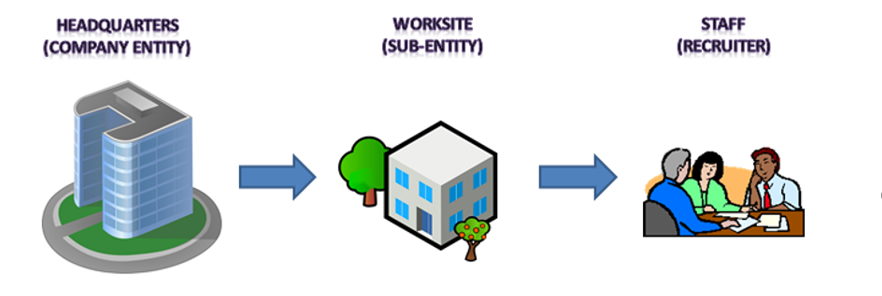 HEADQUARTERS
(COMPANY ENTITY)
WORKSITE
(SUB-ENTITY)
STAFF
(RECRUITER)